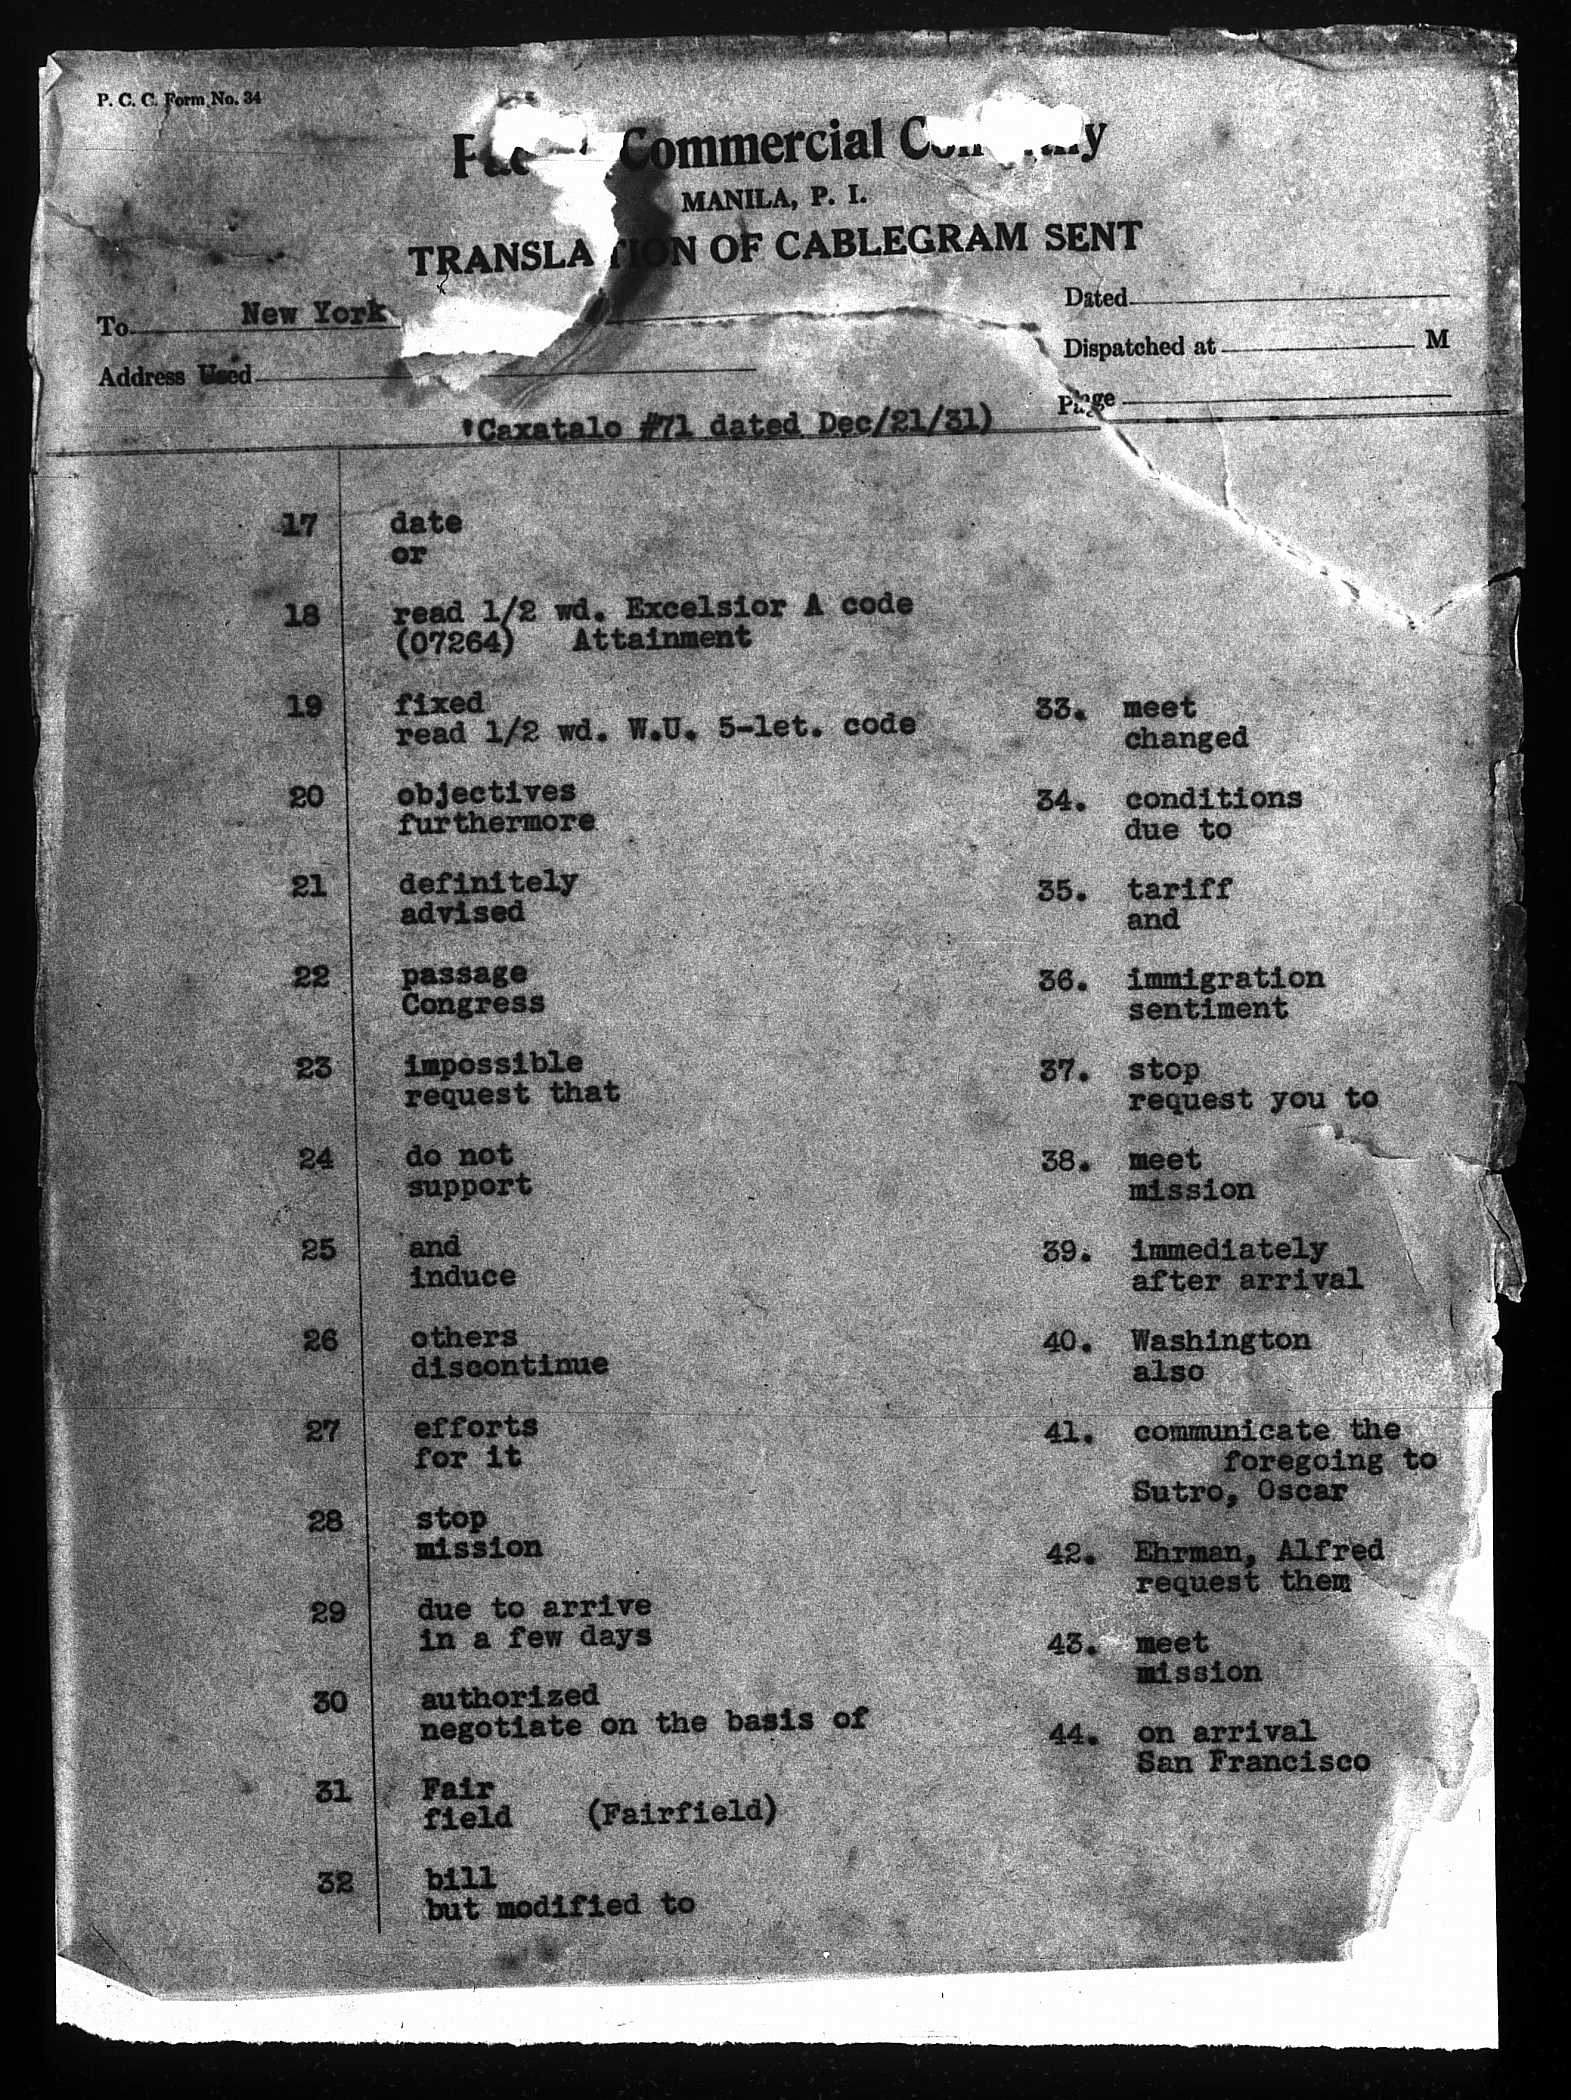 P. C. C. Form No. 34
Commercial
MANILA, P. I.
TRANSLATION OF CABLEGRAM SENT
To New York
Dated
Dispatched at M
Address Used
Page
'Caxatalo #71 dated Dec/21/31)
17 date
or
18 read 1/2 wd. Excelsior A code
(07264) Attainment
19 fixed
read 1/2 wd. W.U. 5-let. code
20 objectives
furthermore
21 definitely
advised
22 passage
Congress
23 impossible
request that
24 do not
support
25 and
induce
26 others
discontinue
27 efforts
for it
28 stop
mission
29 due to arrive
in a few days
30 authorized
negotiate on the basis of
31 Fair
field (Fairfield)
32 bill
but modified to
33. meet
changed
34. conditions
due to
35. tariff
and
36. immigration
sentiment
37. stop
request you to
38. meet
mission
39. immediately
after arrival
40. Washington
also
41. communicate the
foregoing to
Sutro, Oscar
42. Ehrman, Alfred
request them
43. meet
mission
44. on arrival
San Francisco